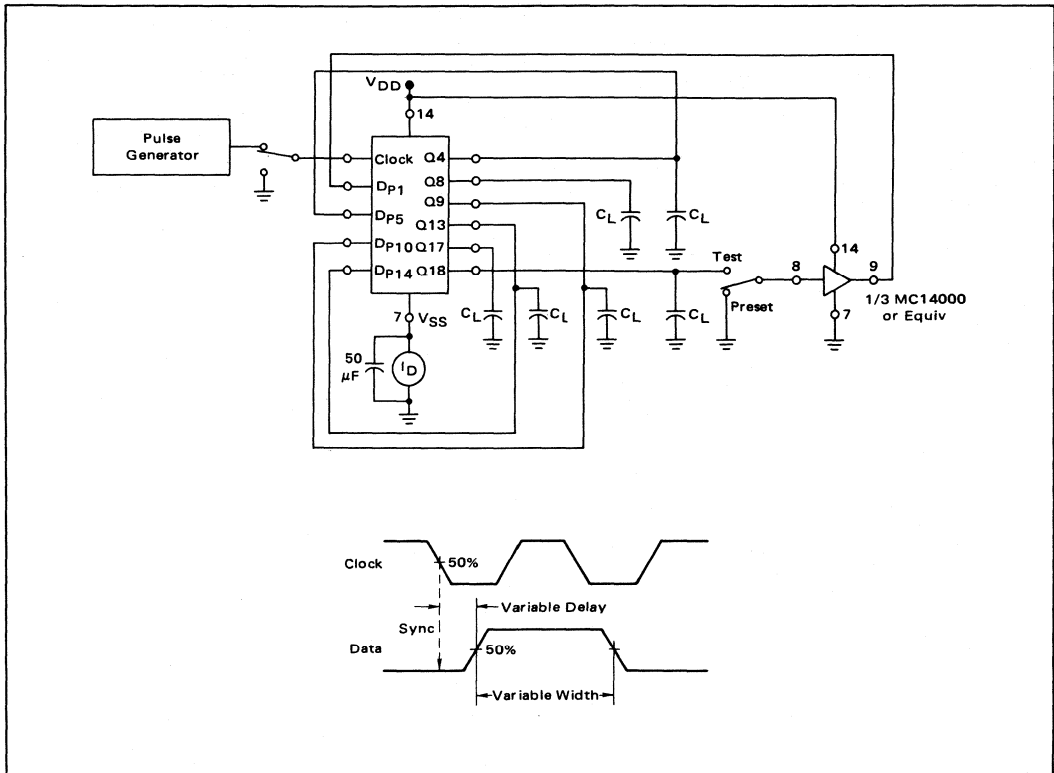 VDD
14
Pulse
Generator
Clock Q4
DP1 Q8
DP5 Q9
Q13
DP10 Q17
DP14 Q18
CL CL
14
Test
8 9
Preset
1/3 MC14000
or Equiv
7
7 VSS
CL CL CL CL
50
μF
ID
Clock
50%
Variable Delay
Sync
Data
50%
Variable Width